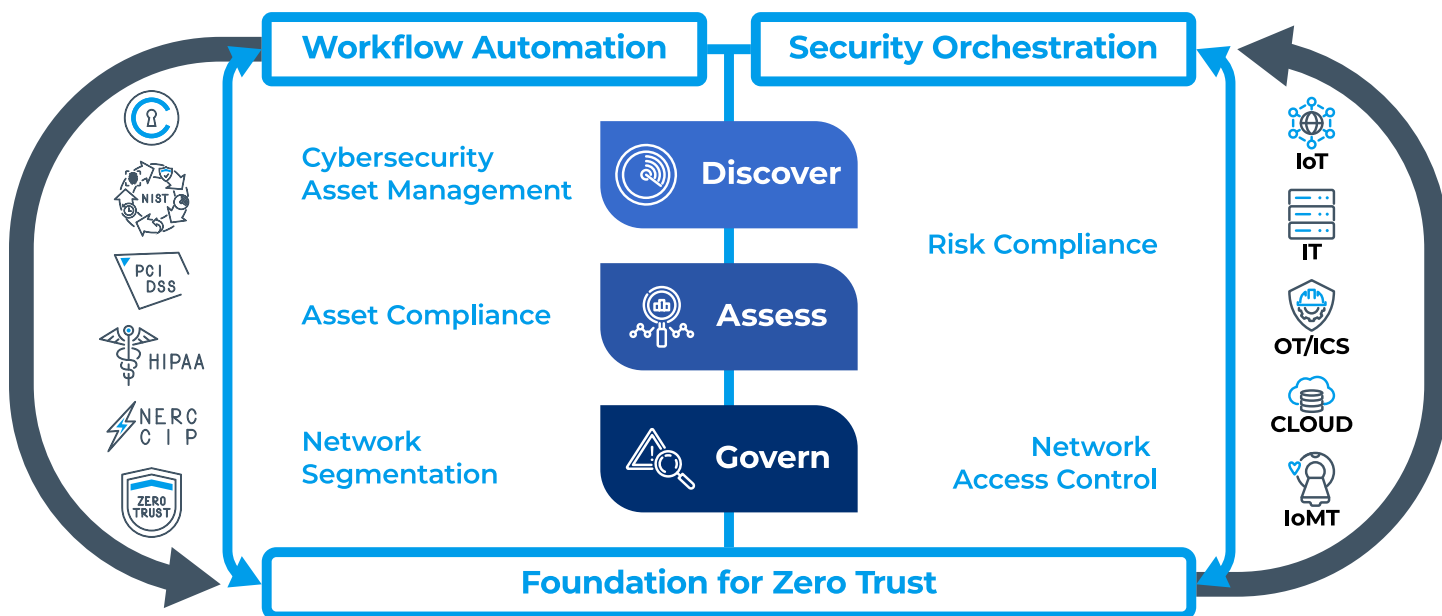 Workflow Automation
Security Orchestration
NIST
PCI
DSS
HIPAA
NERC
CIP
ZERO
TRUST
Cybersecurity
Asset Management
Asset Compliance
Network
Segmentation
Discover
Assess
Govern
Risk Compliance
Network
Access Control
IoT
IT
OT/ICS
CLOUD
IoMT
Foundation for Zero Trust